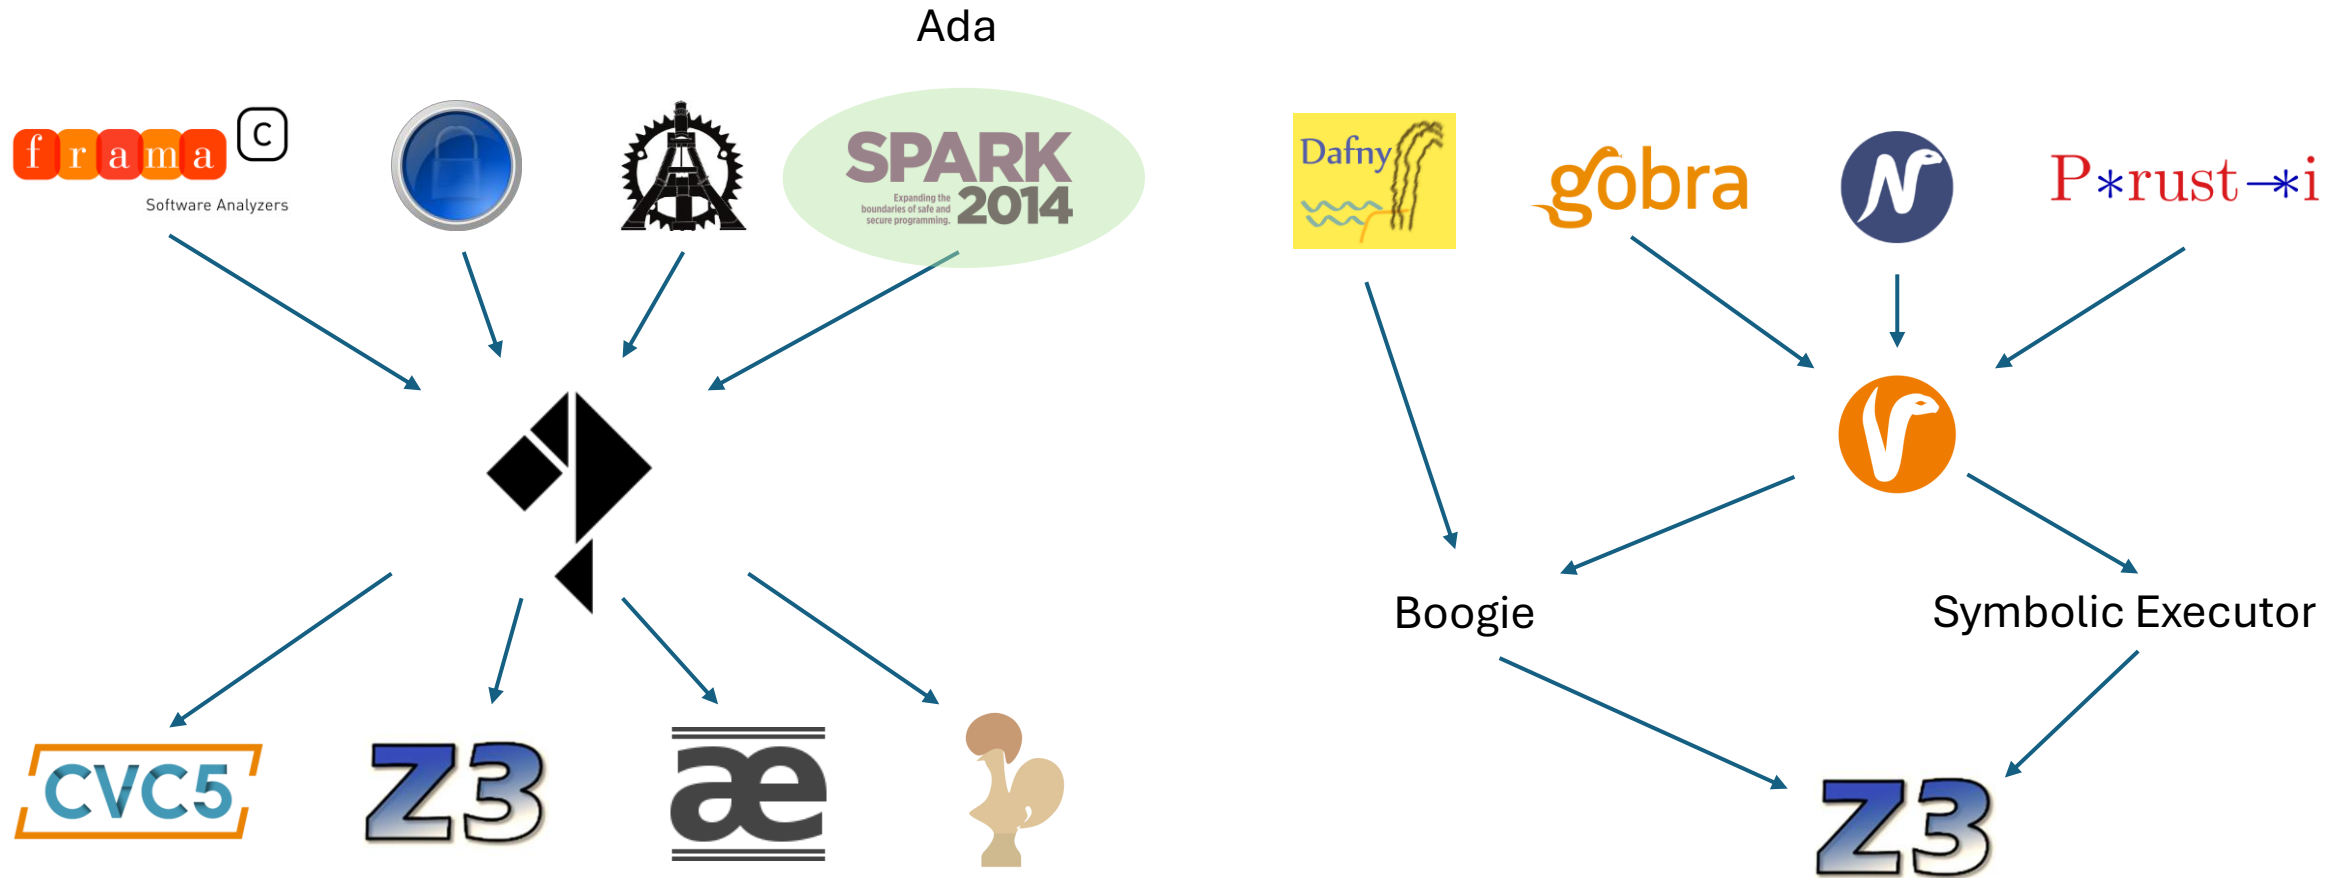 Ada
frama C
Software Analyzers
SPARK
2014
Expanding the
boundaries of safe and
secure programming.
Dafny
gobra
N
P*rust-*i
V
Boogie
Symbolic Executor
CVC5
Z3
æ
Z3